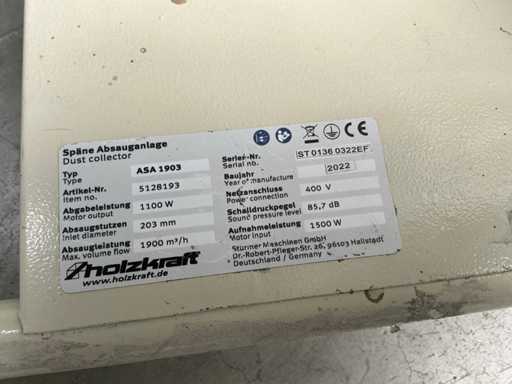 Späne Absauganlage
Dust collector
Typ
Type
ASA 1903
Artikel-Nr.
Item no.
5128193
Abgabeleistung
Motor output
1100 W
Absaugstutzen
Inlet diameter
203 mm
Absaugleistung
Max. volume flow
1900 m³/h
Serien-Nr.
Serial no.
ST 0136 0322EF
Baujahr
Year of manufacture
2022
Netzanschluss
Power connection
400 V
Schalldruckpegel
Sound pressure level
85,7 dB
Aufnahmeleistung
Motor input
1500 W
Stürmer Maschinen GmbH
Dr.-Robert-Pfleger-Str. 26, 96103 Hallstadt
Deutschland / Germany
holzkraft
www.holzkraft.de
CE